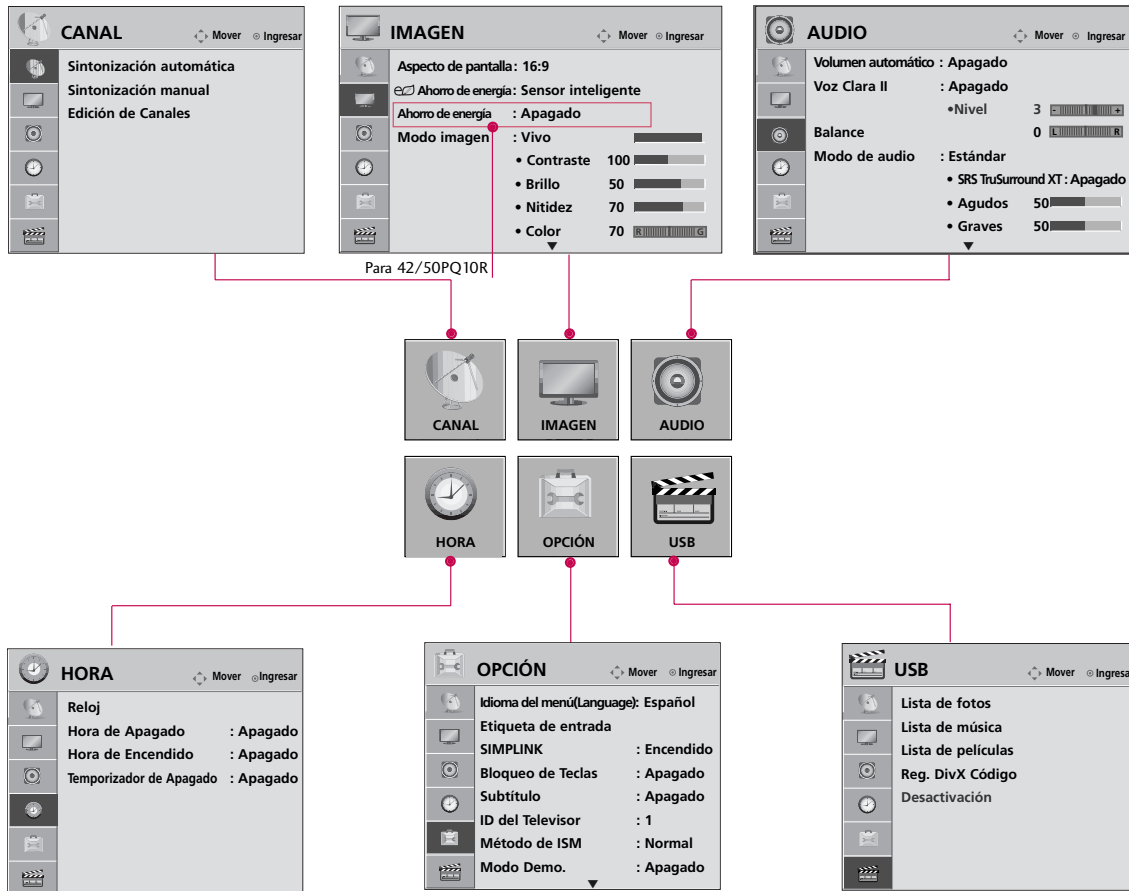 CANAL
Mover Ingresar
Sintonización automática
Sintonización manual
Edición de Canales
IMAGEN
Mover Ingresar
Aspecto de pantalla: 16:9
Ahorro de energía: Sensor inteligente
Ahorro de energía : Apagado
Modo imagen : Vivo
• Contraste 100
• Brillo 50
• Nitidez 70
• Color 70 R G
Para 42/50PQ10R
AUDIO
Mover Ingresar
Volumen automático : Apagado
Voz Clara II : Apagado
•Nivel 3 - +
Balance 0 L R
Modo de audio : Estándar
• SRS TruSurround XT : Apagado
• Agudos 50
• Graves 50
CANAL
IMAGEN
AUDIO
HORA
OPCIÓN
USB
HORA
Mover Ingresar
Reloj
Hora de Apagado : Apagado
Hora de Encendido : Apagado
Temporizador de Apagado : Apagado
OPCIÓN
Mover Ingresar
Idioma del menú(Language): Español
Etiqueta de entrada
SIMPLINK : Encendido
Bloqueo de Teclas : Apagado
Subtítulo : Apagado
ID del Televisor : 1
Método de ISM : Normal
Modo Demo. : Apagado
USB
Mover Ingresa
Lista de fotos
Lista de música
Lista de películas
Reg. DivX Código
Desactivación